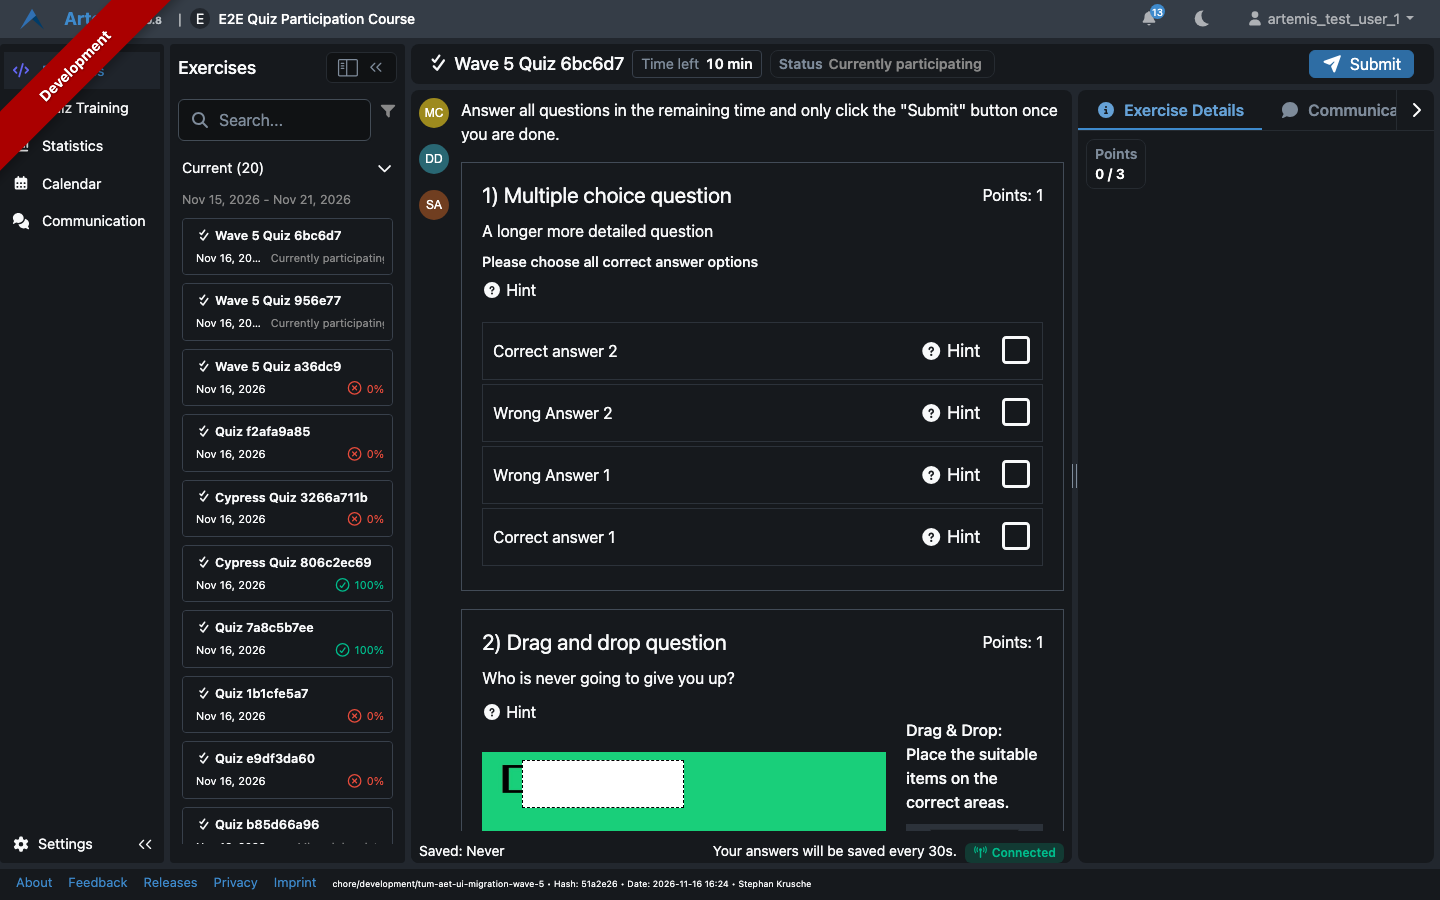 E E2E Quiz Participation Course
13
artemis_test_user_1
Development
Statistics
Calendar
Communication
Settings
Exercises
Search...
Current (20)
Nov 15, 2026 - Nov 21, 2026
Wave 5 Quiz 6bc6d7
Nov 16, 20... Currently participating
Wave 5 Quiz 956e77
Nov 16, 20... Currently participating
Wave 5 Quiz a36dc9
Nov 16, 2026 0%
Quiz f2afa9a85
Nov 16, 2026 0%
Cypress Quiz 3266a711b
Nov 16, 2026 0%
Cypress Quiz 806c2ec69
Nov 16, 2026 100%
Quiz 7a8c5b7ee
Nov 16, 2026 100%
Quiz 1b1cfe5a7
Nov 16, 2026 0%
Quiz e9df3da60
Nov 16, 2026 0%
Quiz b85d66a96
Wave 5 Quiz 6bc6d7 Time left 10 min Status Currently participating Submit
MC
DD
SA
Answer all questions in the remaining time and only click the "Submit" button once
you are done.
1) Multiple choice question Points: 1
A longer more detailed question
Please choose all correct answer options
Hint
Correct answer 2 Hint
Wrong Answer 2 Hint
Wrong Answer 1 Hint
Correct answer 1 Hint
2) Drag and drop question Points: 1
Who is never going to give you up?
Hint
Drag & Drop:
Place the suitable
items on the
correct areas.
Saved: Never Your answers will be saved every 30s. Connected
Exercise Details Communica
Points
0 / 3
About Feedback Releases Privacy Imprint chore/development/tum-aet-ui-migration-wave-5 • Hash: 51a2e26 • Date: 2026-11-16 16:24 • Stephan Krusche